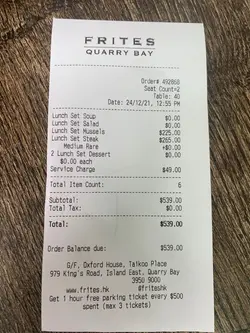 FRITES
QUARRY BAY
Order#: 492868
Seat Count=2
Table: 40
Date: 24/12/21, 12:55 PM
Lunch Set Soup $0.00
Lunch Set Salad $0.00
Lunch Set Mussels $225.00
Lunch Set Steak $265.00
Medium Rare +$0.00
2 Lunch Set Dessert $0.00
$0.00 each
Service Charge $49.00
Total Item Count: 6
Subtotal: $539.00
Total Tax: $0.00
Total: $539.00
Order Balance due: $539.00
G/F, Oxford House, Taikoo Place
979 King's Road, Island East, Quarry Bay
3950 9000
www.frites.hk @friteshk
Get 1 hour free parking ticket every $500
spent (max 3 tickets)